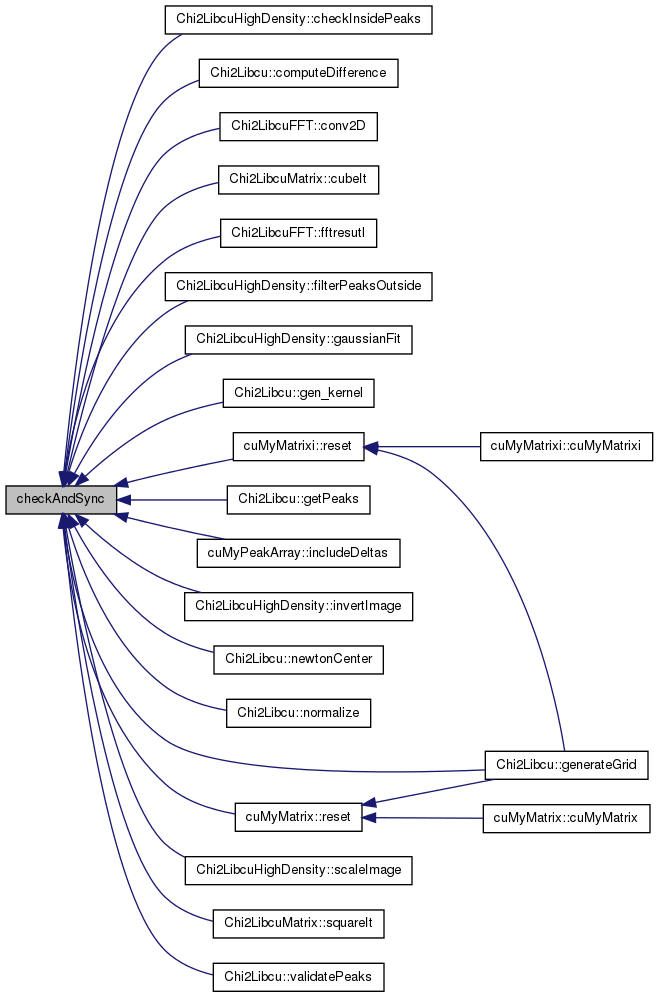 Chi2LibcuHighDensity::checkInsidePeaks
Chi2Libcu::computeDifference
Chi2LibcuFFT::conv2D
Chi2LibcuMatrix::cubeIt
Chi2LibcuFFT::fftresutl
Chi2LibcuHighDensity::filterPeaksOutside
Chi2LibcuHighDensity::gaussianFit
Chi2Libcu::gen_kernel
cuMyMatrixi::reset
cuMyMatrixi::cuMyMatrixi
checkAndSync
Chi2Libcu::getPeaks
cuMyPeakArray::includeDeltas
Chi2LibcuHighDensity::invertImage
Chi2Libcu::newtonCenter
Chi2Libcu::normalize
Chi2Libcu::generateGrid
cuMyMatrix::reset
cuMyMatrix::cuMyMatrix
Chi2LibcuHighDensity::scaleImage
Chi2LibcuMatrix::squareIt
Chi2Libcu::validatePeaks